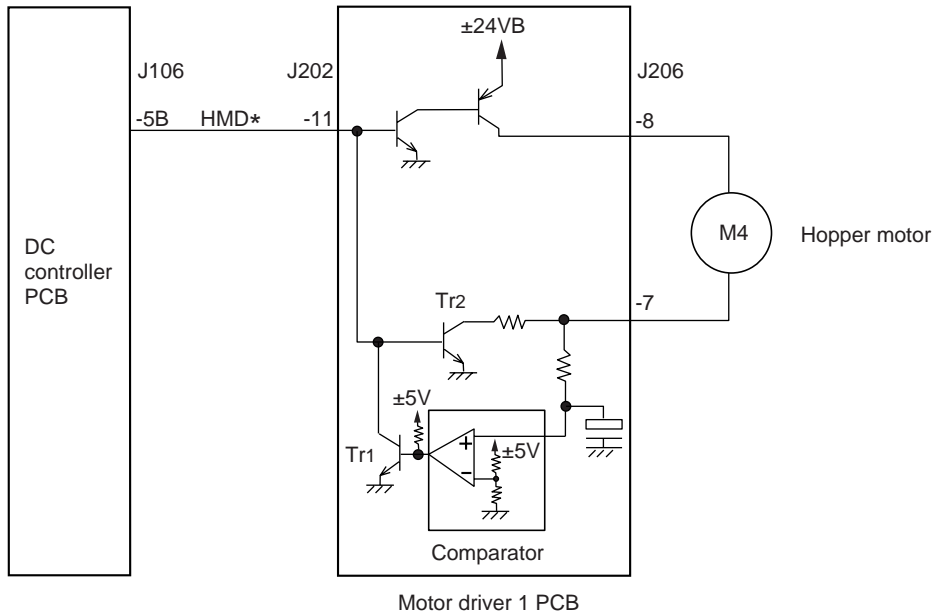 ±24VB
J106
J202
J206
-5B
HMD*
-11
-8
DC
controller
PCB
M4
Hopper motor
-7
Tr2
±5V
Tr1
+
±5V
−
Comparator
Motor driver 1 PCB